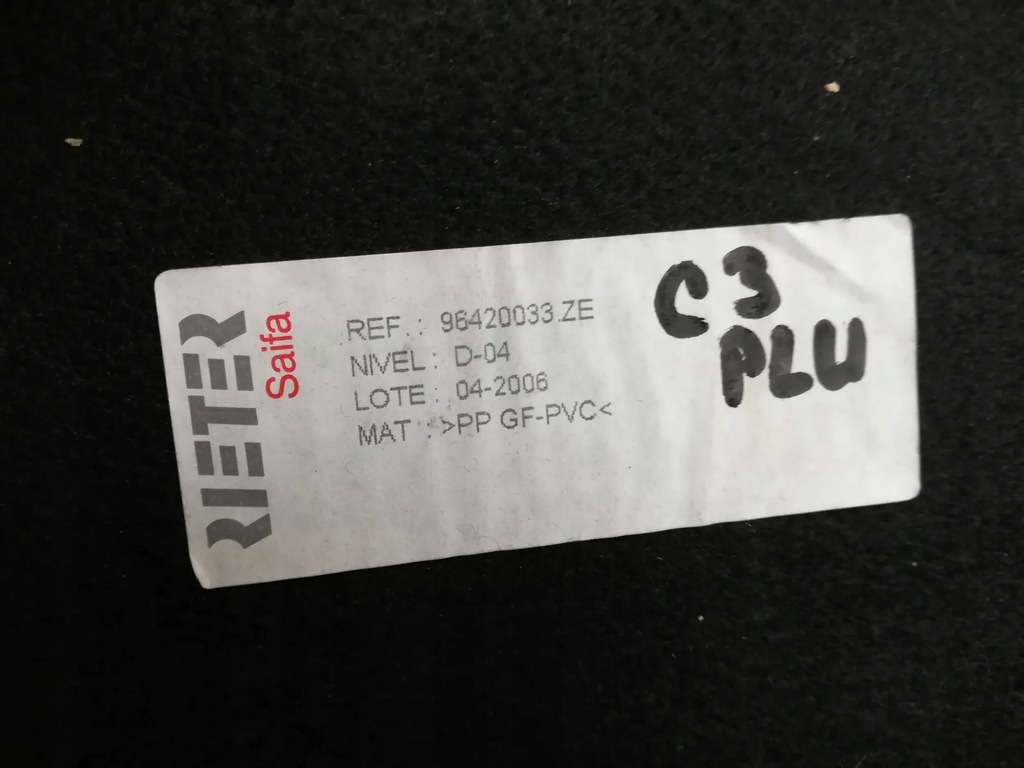 RIETER
Saifa
REF. : 96420033.ZE
NIVEL : D-04
LOTE : 04-2006
MAT : >PP GF-PVC<
C3
PLU